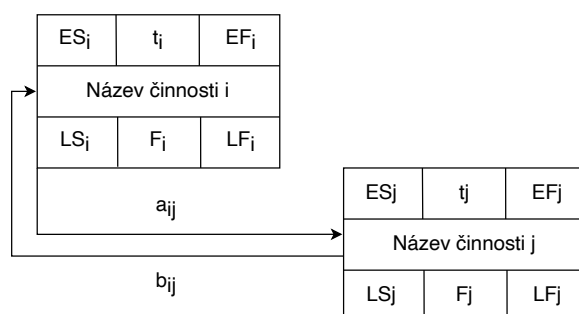 ESi ti EFi
Název činnosti i
LSi Fi LFi
aij
ESj tj EFj
Název činnosti j
bij
LSj Fj LFj